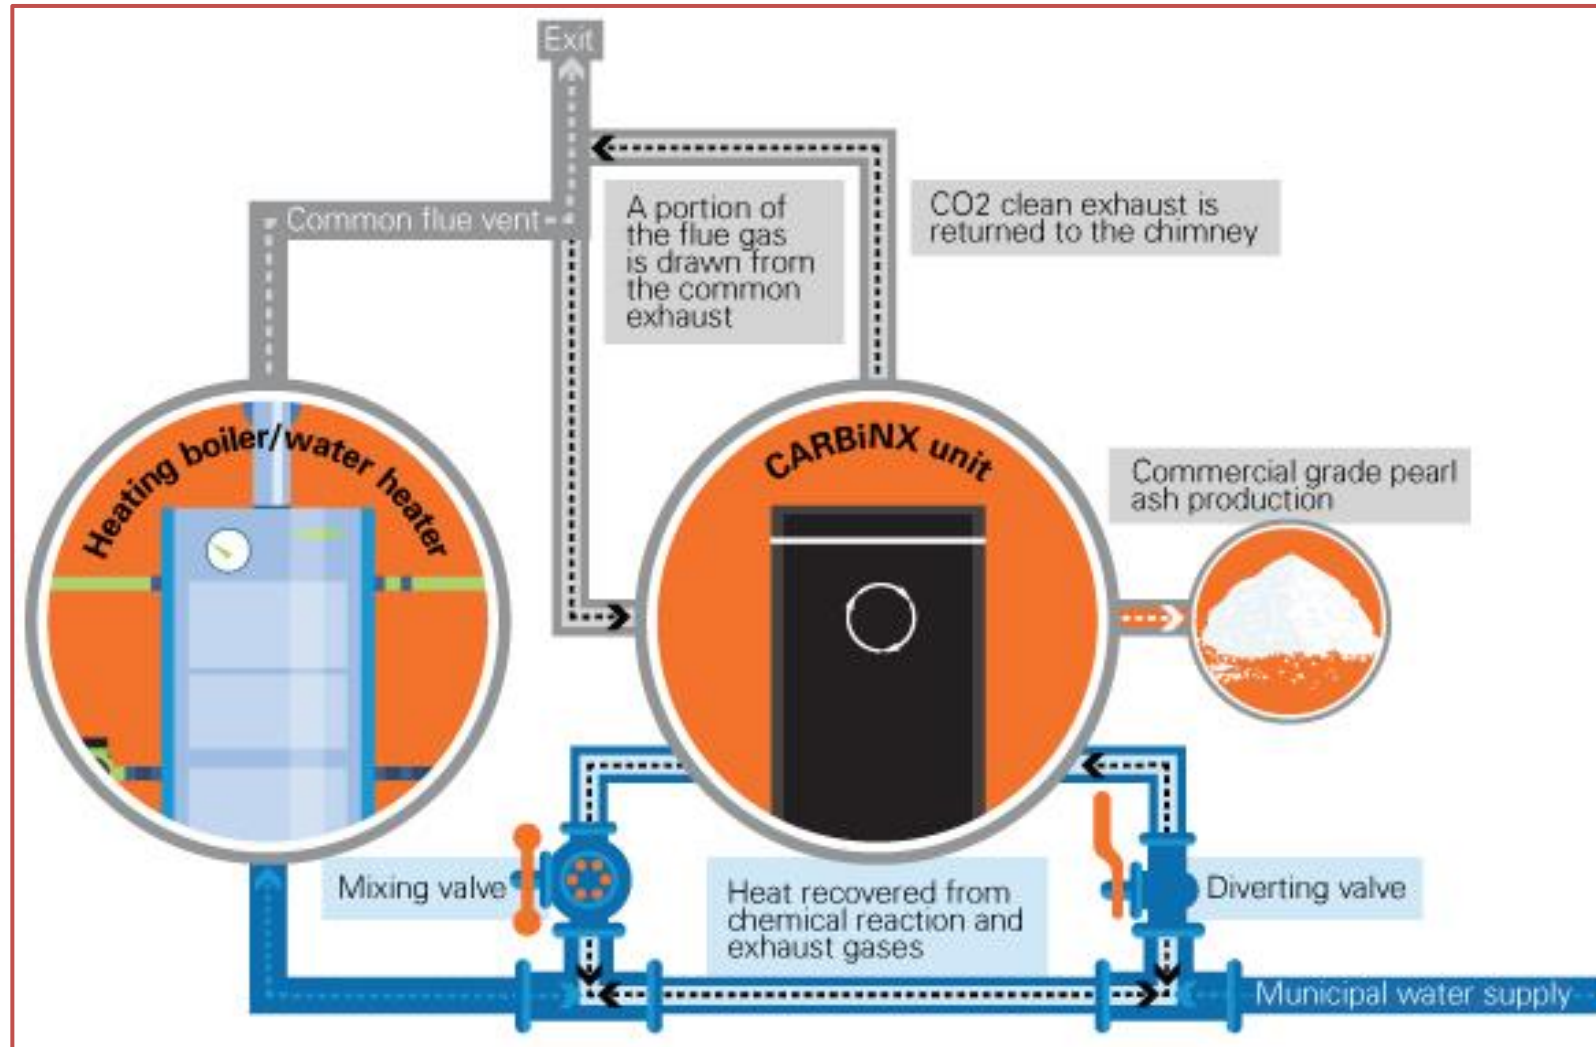 Exit
Common flue vent
A portion of
the flue gas
is drawn from
the common
exhaust
CO2 clean exhaust is
returned to the chimney
Heating boiler/water heater
CARBiNX unit
Commercial grade pearl
ash production
Mixing valve
Heat recovered from
chemical reaction and
exhaust gases
Diverting valve
Municipal water supply